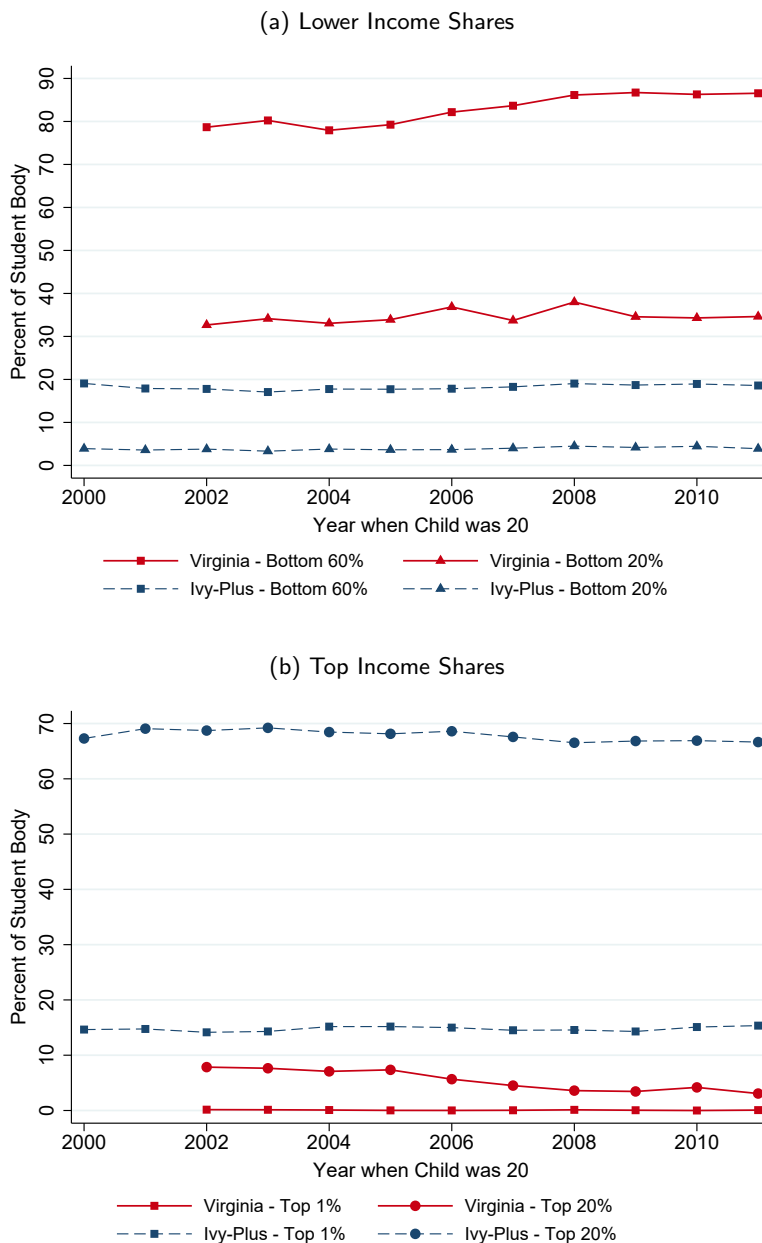 (a) Lower Income Shares
90
80
70
60
50
40
30
20
10
0
Percent of Student Body
2000 2002 2004 2006 2008 2010
Year when Child was 20
Virginia - Bottom 60% Virginia - Bottom 20%
Ivy-Plus - Bottom 60% Ivy-Plus - Bottom 20%
(b) Top Income Shares
70
60
50
40
30
20
10
0
Percent of Student Body
2000 2002 2004 2006 2008 2010
Year when Child was 20
Virginia - Top 1% Virginia - Top 20%
Ivy-Plus - Top 1% Ivy-Plus - Top 20%